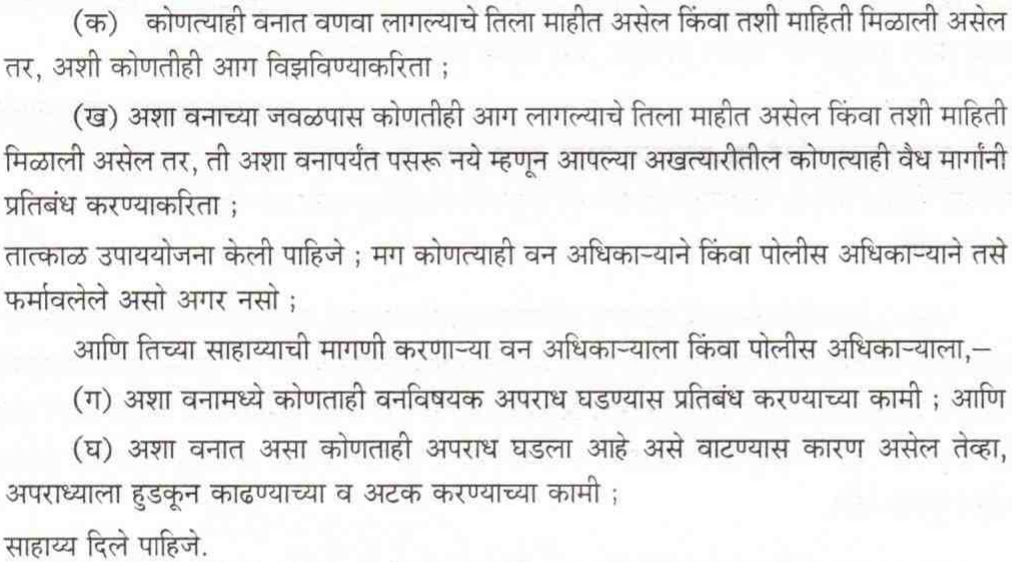 (क) कोणत्याही वनात वणवा लागल्याचे तिला माहीत असेल किंवा तशी माहिती मिळाली असेल
तर, अशी कोणतीही आग विझविण्याकरिता ;
(ख) अशा वनाच्या जवळपास कोणतीही आग लागल्याचे तिला माहीत असेल किंवा तशी माहिती
मिळाली असेल तर, ती अशा वनापर्यंत पसरू नये म्हणून आपल्या अखत्यारीतील कोणत्याही वैध मार्गांनी
प्रतिबंध करण्याकरिता ;
तात्काळ उपाययोजना केली पाहिजे ; मग कोणत्याही वन अधिकाऱ्याने किंवा पोलीस अधिकाऱ्याने तसे
फर्मावलेले असो अगर नसो ;
आणि तिच्या साहाय्याची मागणी करणाऱ्या वन अधिकाऱ्याला किंवा पोलीस अधिकाऱ्याला,—
(ग) अशा वनामध्ये कोणताही वनविषयक अपराध घडण्यास प्रतिबंध करण्याच्या कामी ; आणि
(घ) अशा वनात असा कोणताही अपराध घडला आहे असे वाटण्यास कारण असेल तेव्हा,
अपराध्याला हुडकून काढण्याच्या व अटक करण्याच्या कामी ;
साहाय्य दिले पाहिजे.